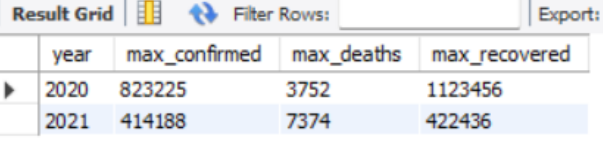 Result Grid Filter Rows: Export:
year max_confirmed max_deaths max_recovered
2020 823225 3752 1123456
2021 414188 7374 422436